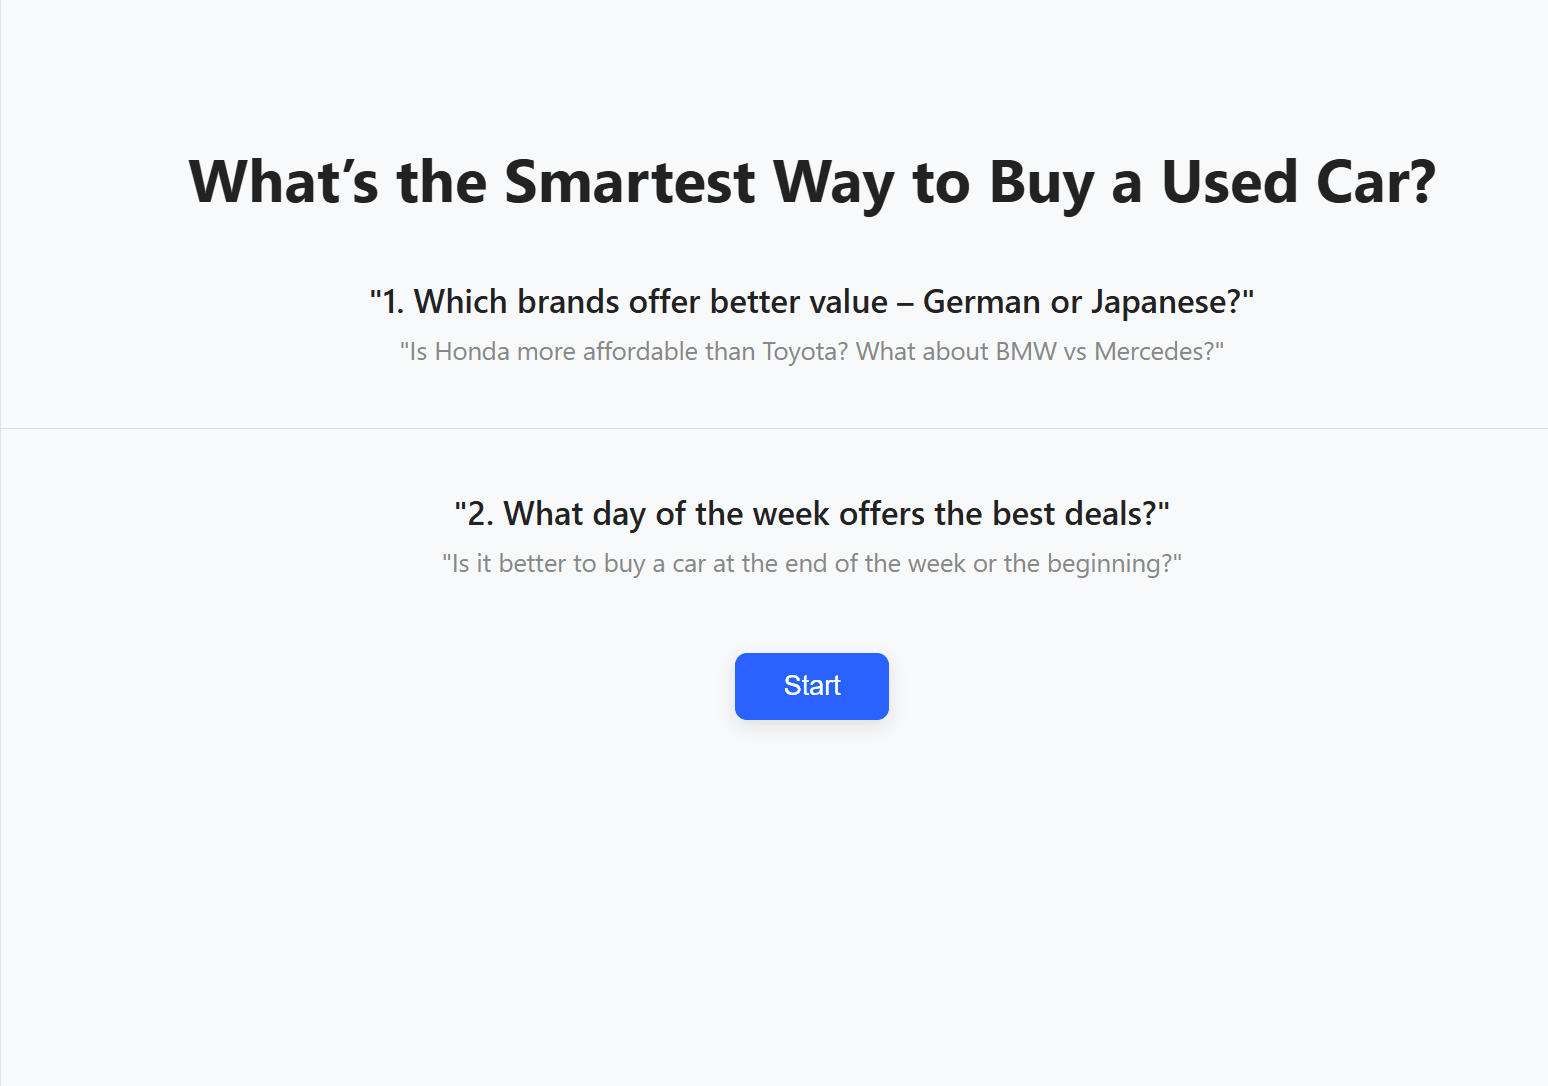 What’s the Smartest Way to Buy a Used Car?
"1. Which brands offer better value – German or Japanese?"
"Is Honda more affordable than Toyota? What about BMW vs Mercedes?"
"2. What day of the week offers the best deals?"
"Is it better to buy a car at the end of the week or the beginning?"
Start